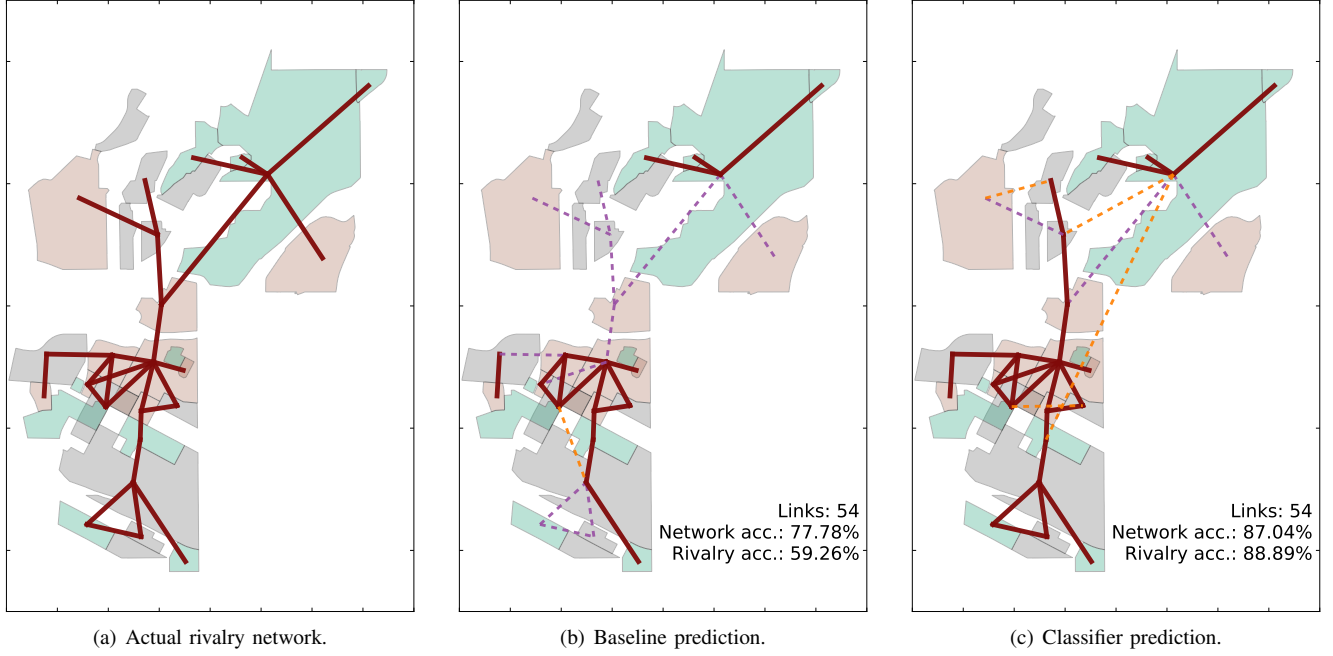 Links: 54
Network acc.: 77.78%
Rivalry acc.: 59.26%
Links: 54
Network acc.: 87.04%
Rivalry acc.: 88.89%
(a) Actual rivalry network.
(b) Baseline prediction.
(c) Classifier prediction.